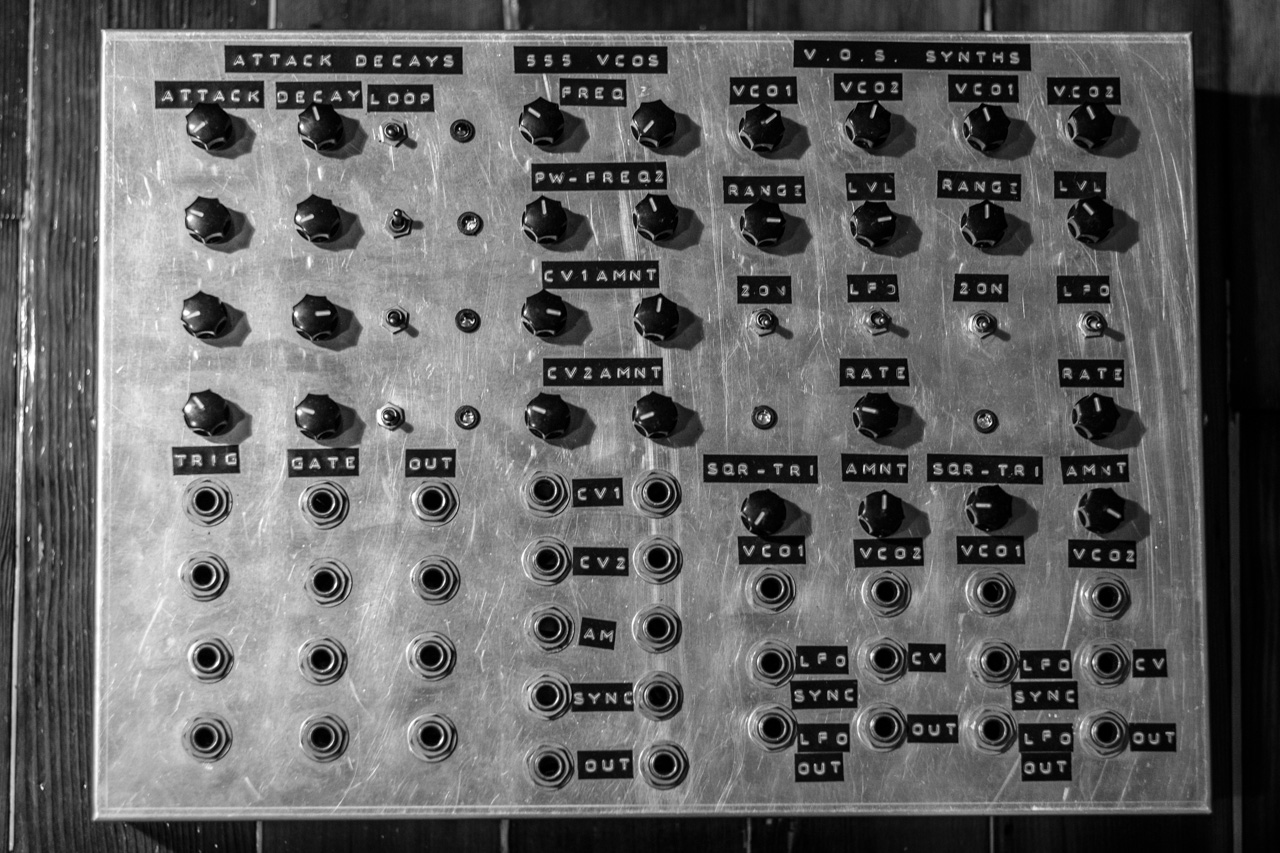 ATTACK DECAYS
555 VCOS
V.O.S. SYNTHS
ATTACK DECAY LOOP
FREQ
VCO1 VCO2 VCO1 VCO2
PW-FREQ2
RANGE LVL RANGE LVL
CV1AMNT
2ON LFO 2ON LFO
CV2AMNT
RATE RATE
TRIG GATE OUT
SQR-TRI AMNT SQR-TRI AMNT
CV1
VCO1 VCO2 VCO1 VCO2
CV2
AM
LFO CV LFO CV
SYNC
SYNC SYNC
LFO OUT LFO OUT
OUT
OUT OUT